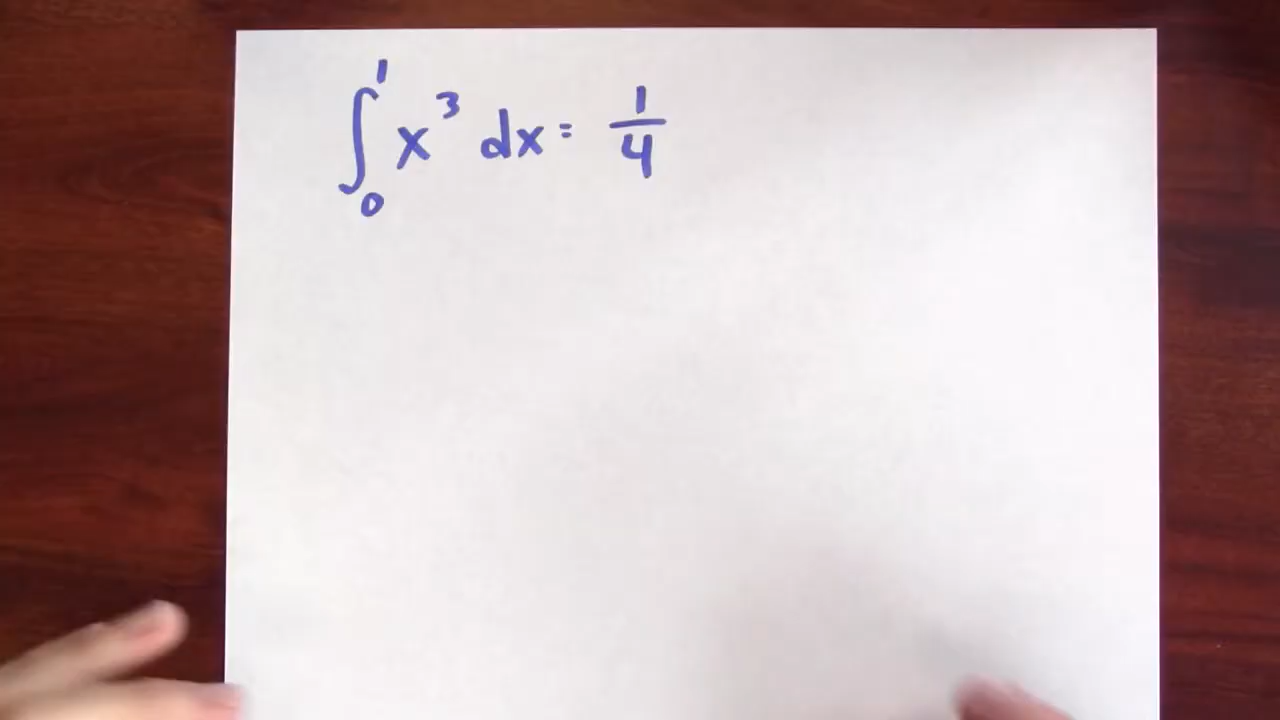 ∫₀¹ x³ dx = 1/4